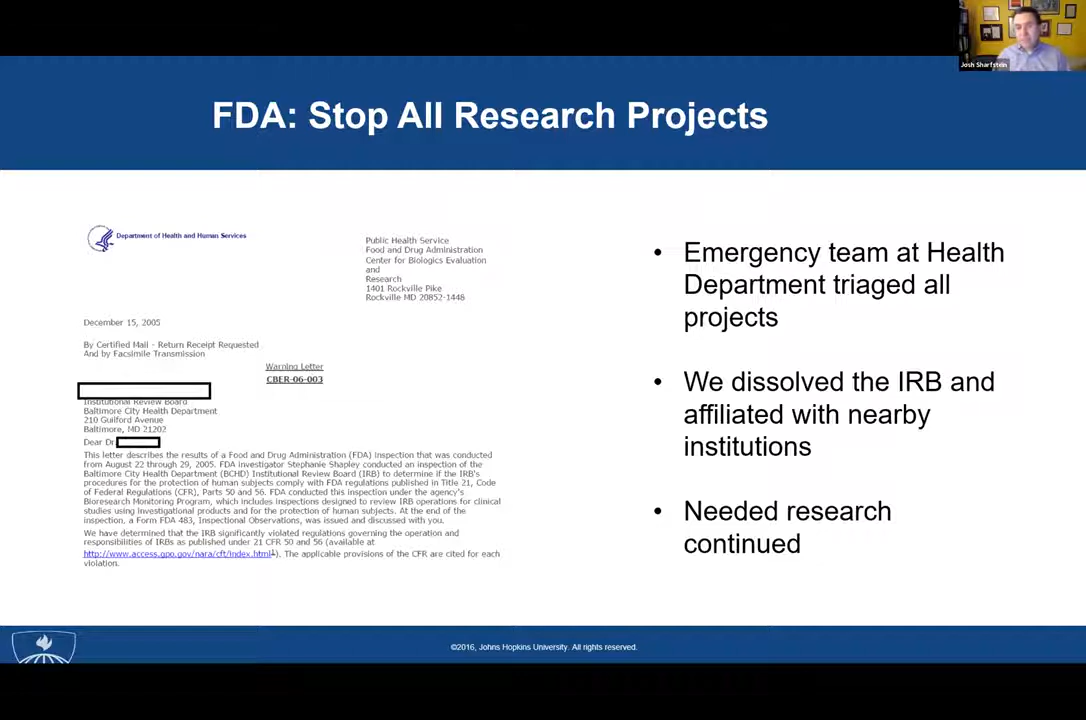 Josh Sharfstein
FDA: Stop All Research Projects
Department of Health and Human Services
Public Health Service
Food and Drug Administration
Center for Biologics Evaluation
and
Research
1401 Rockville Pike
Rockville MD 20852-1448
December 15, 2005
By Certified Mail - Return Receipt Requested
And by Facsimile Transmission
Warning Letter
CBER-06-003
Institutional Review Board
Baltimore City Health Department
210 Guilford Avenue
Baltimore, MD 21202
Dear Dr.
This letter describes the results of a Food and Drug Administration (FDA) inspection that was conducted
from August 22 through 29, 2005. FDA investigator Stephanie Shapley conducted an inspection of the
Baltimore City Health Department (BCHD) Institutional Review Board (IRB) to determine if the IRB's
procedures for the protection of human subjects comply with FDA regulations published in Title 21, Code
of Federal Regulations (CFR), Parts 50 and 56. FDA conducted this inspection under the agency's
Bioresearch Monitoring Program, which includes inspections designed to review IRB operations for clinical
studies using investigational products and for the protection of human subjects. At the end of the
inspection, a Form FDA 483, Inspectional Observations, was issued and discussed with you.
We have determined that the IRB significantly violated regulations governing the operation and
responsibilities of IRBs as published under 21 CFR 50 and 56 (available at
http://www.access.gpo.gov/nara/cft/index.html1). The applicable provisions of the CFR are cited for each
violation.
• Emergency team at Health
Department triaged all
projects
• We dissolved the IRB and
affiliated with nearby
institutions
• Needed research
continued
©2016, Johns Hopkins University. All rights reserved.